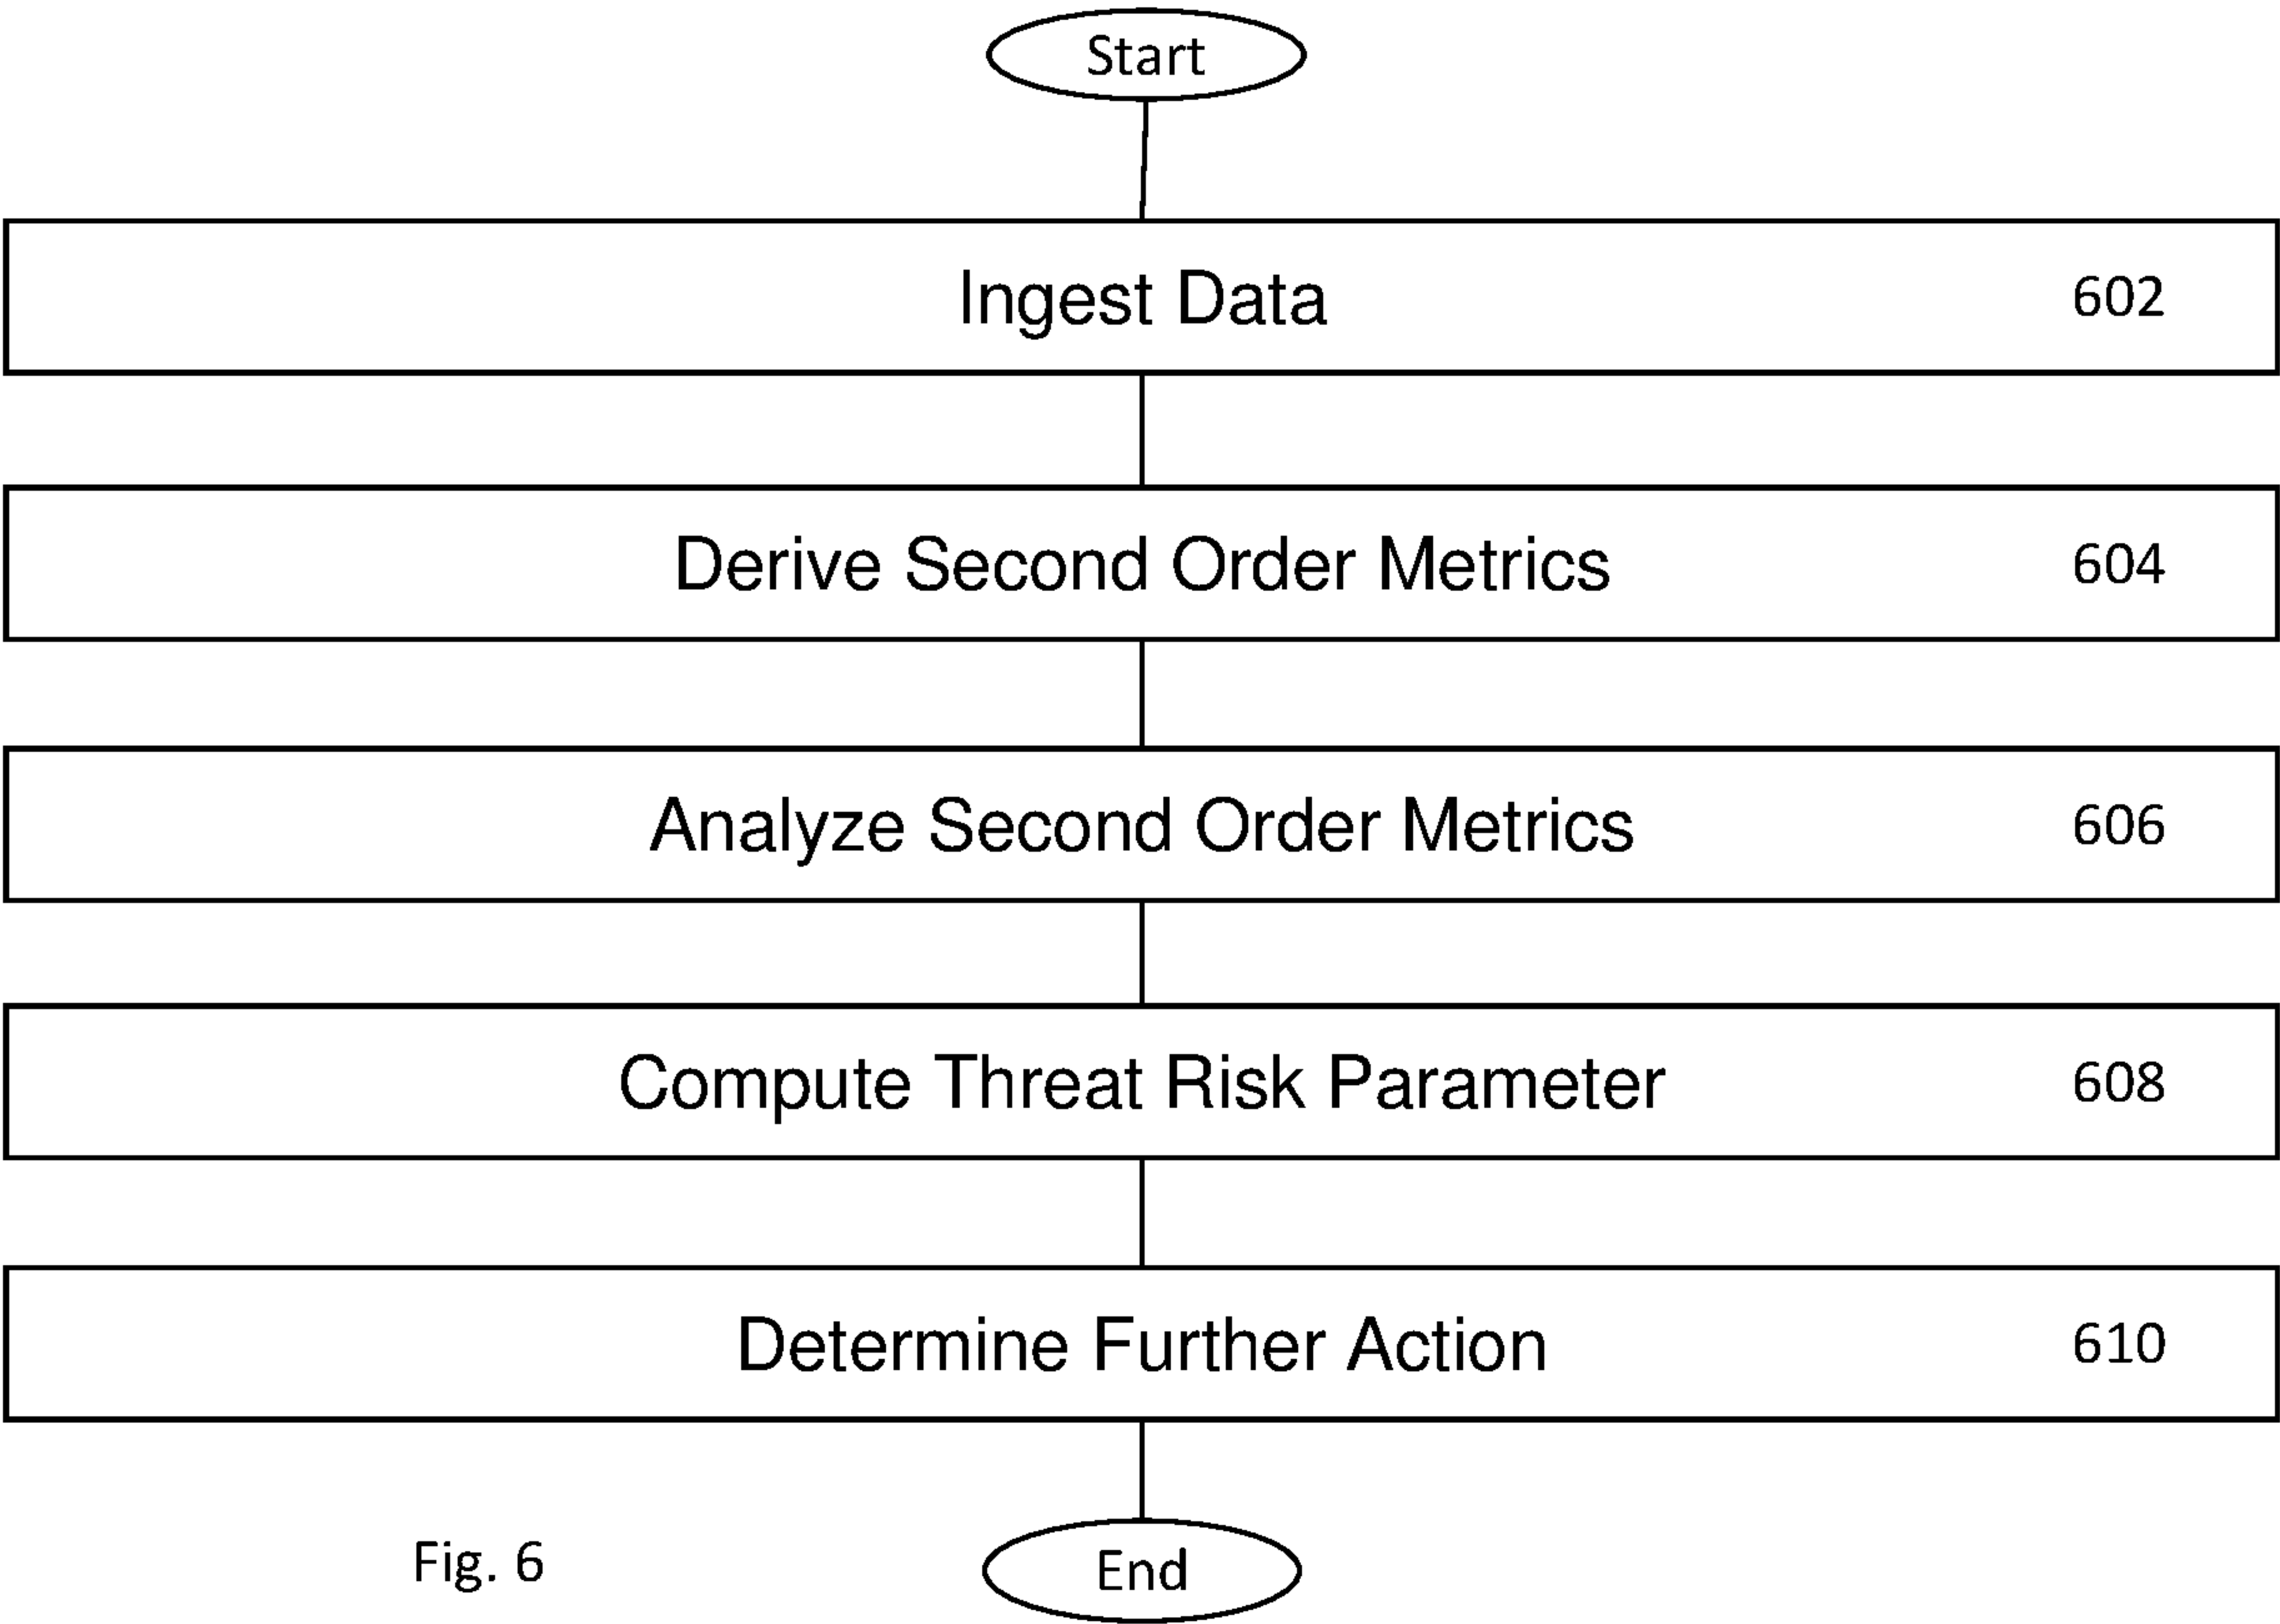 Start
Ingest Data 602
Derive Second Order Metrics 604
Analyze Second Order Metrics 606
Compute Threat Risk Parameter 608
Determine Further Action 610
Fig. 6
End